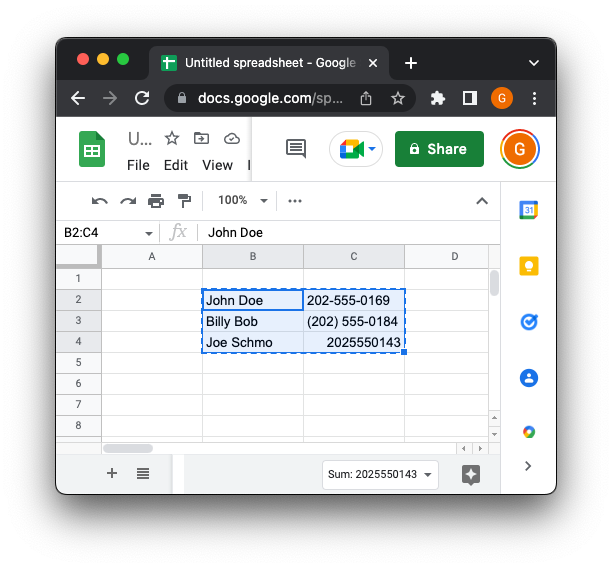 Untitled spreadsheet - Google
docs.google.com/sp...
G
U...
File Edit View
Share
G
100%
31
B2:C4
fx
John Doe
A B C D
1
2 John Doe 202-555-0169
3 Billy Bob (202) 555-0184
4 Joe Schmo 2025550143
5
6
7
8
Sum: 2025550143